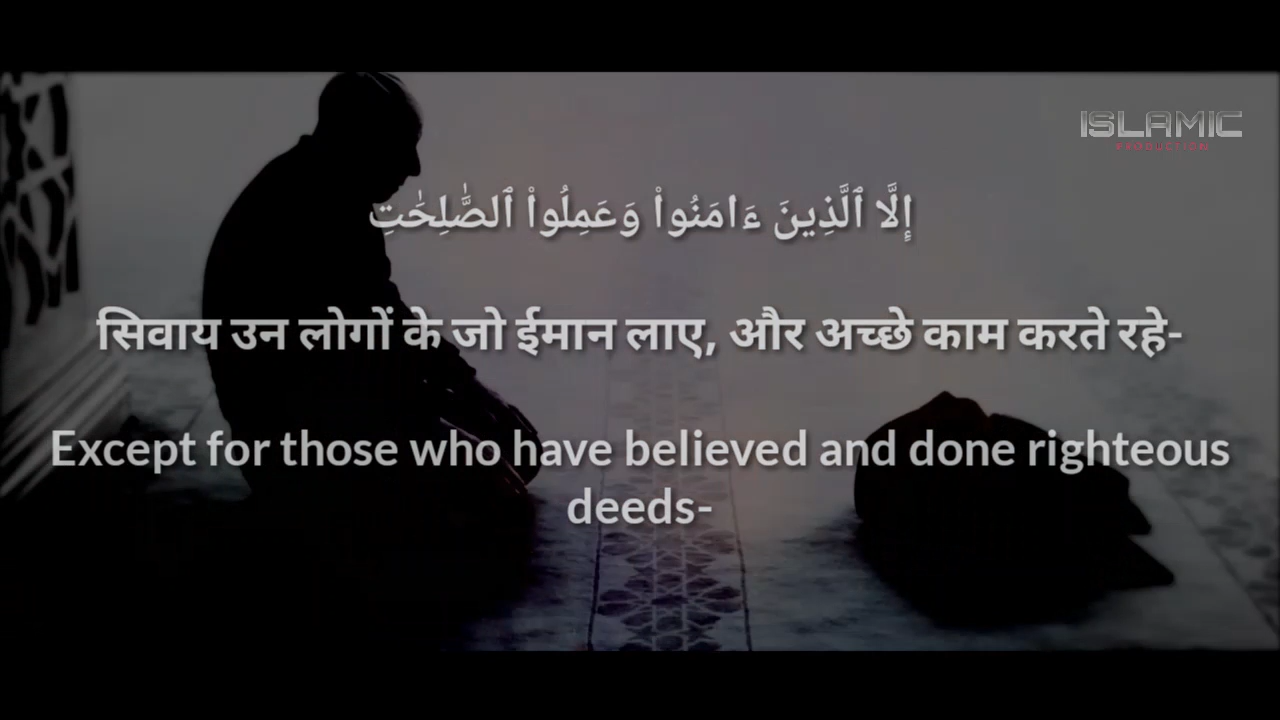 ISLAMIC
PRODUCTION
إِلَّا ٱلَّذِينَ ءَامَنُوا۟ وَعَمِلُوا۟ ٱلصَّٰلِحَٰتِ
सिवाय उन लोगों के जो ईमान लाए, और अच्छे काम करते रहे-
Except for those who have believed and done righteous
deeds-